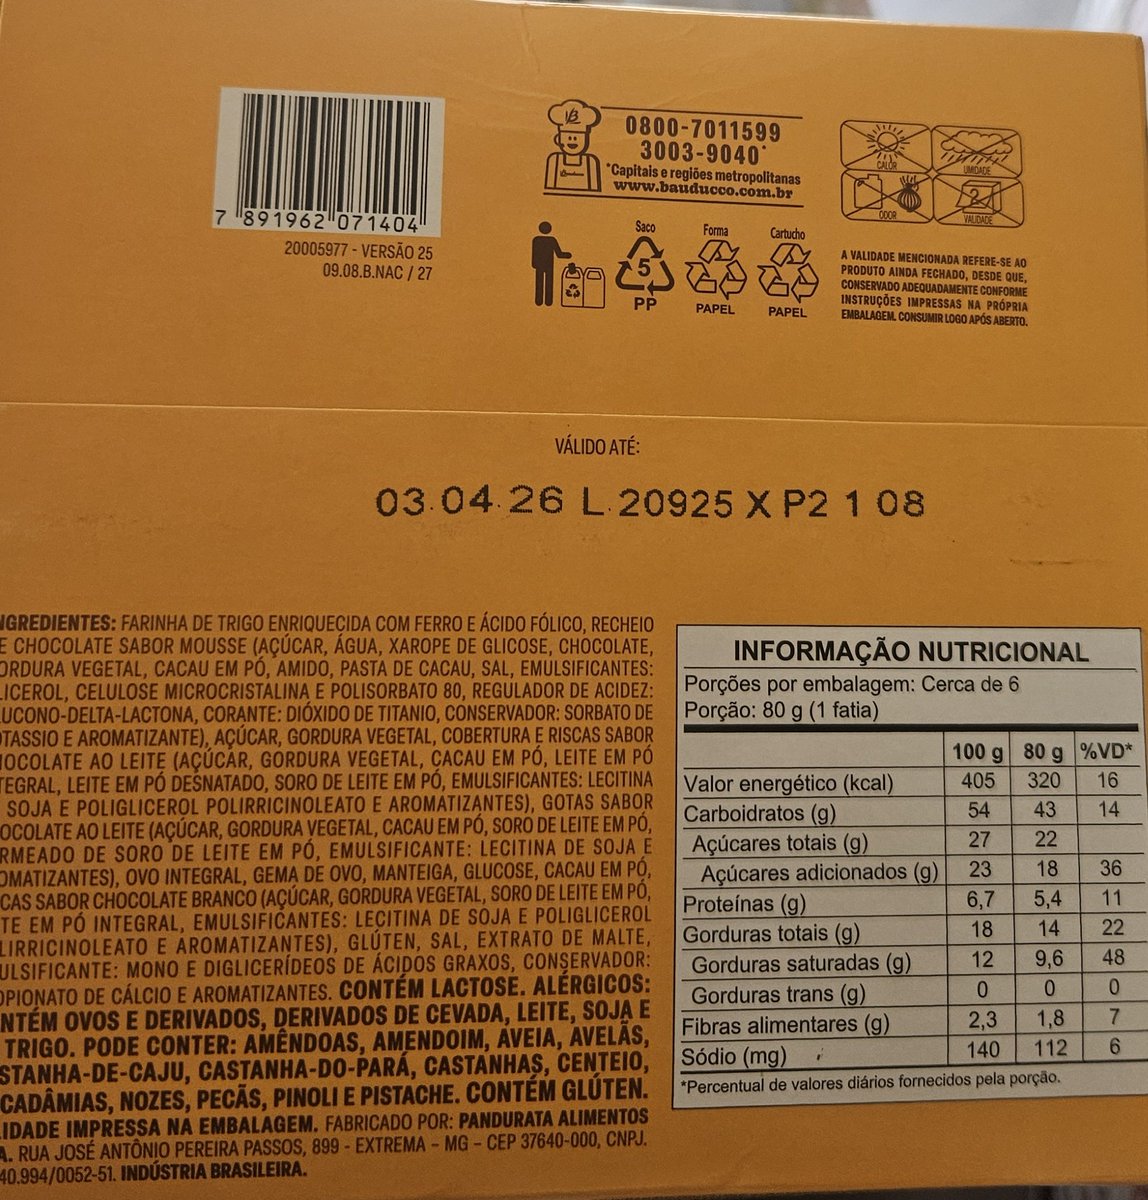 7 891962 071404
20005977 - VERSÃO 25
09.08.B.NAC / 27
0800-7011599
3003-9040*
*Capitais e regiões metropolitanas
www.bauducco.com.br
CALOR
UMIDADE
ODOR
VALIDADE
Saco
Forma
Cartucho
5
PP
PAPEL
PAPEL
A VALIDADE MENCIONADA REFERE-SE AO
PRODUTO AINDA FECHADO, DESDE QUE,
CONSERVADO ADEQUADAMENTE CONFORME
INSTRUÇÕES IMPRESSAS NA PRÓPRIA
EMBALAGEM. CONSUMIR LOGO APÓS ABERTO.
VÁLIDO ATÉ:
03.04.26 L.20925 X P2 1 08
NGREDIENTES: FARINHA DE TRIGO ENRIQUECIDA COM FERRO E ÁCIDO FÓLICO, RECHEIO
E CHOCOLATE SABOR MOUSSE (AÇÚCAR, ÁGUA, XAROPE DE GLICOSE, CHOCOLATE,
ORDURA VEGETAL, CACAU EM PÓ, AMIDO, PASTA DE CACAU, SAL, EMULSIFICANTES:
LICEROL, CELULOSE MICROCRISTALINA E POLISORBATO 80, REGULADOR DE ACIDEZ:
LUCONO-DELTA-LACTONA, CORANTE: DIÓXIDO DE TITANIO, CONSERVADOR: SORBATO DE
OTASSIO E AROMATIZANTE), AÇÚCAR, GORDURA VEGETAL, COBERTURA E RISCAS SABOR
HOCOLATE AO LEITE (AÇÚCAR, GORDURA VEGETAL, CACAU EM PÓ, LEITE EM PÓ
TEGRAL, LEITE EM PÓ DESNATADO, SORO DE LEITE EM PÓ, EMULSIFICANTES: LECITINA
SOJA E POLIGLICEROL POLIRRICINOLEATO E AROMATIZANTES), GOTAS SABOR
OCOLATE AO LEITE (AÇÚCAR, GORDURA VEGETAL, CACAU EM PÓ, SORO DE LEITE EM PÓ,
RMEADO DE SORO DE LEITE EM PÓ, EMULSIFICANTE: LECITINA DE SOJA E
OMATIZANTES), OVO INTEGRAL, GEMA DE OVO, MANTEIGA, GLUCOSE, CACAU EM PÓ,
CAS SABOR CHOCOLATE BRANCO (AÇÚCAR, GORDURA VEGETAL, SORO DE LEITE EM PÓ,
TE EM PÓ INTEGRAL, EMULSIFICANTES: LECITINA DE SOJA E POLIGLICEROL
LIRRICINOLEATO E AROMATIZANTES), GLÚTEN, SAL, EXTRATO DE MALTE,
ULSIFICANTE: MONO E DIGLICERÍDEOS DE ÁCIDOS GRAXOS, CONSERVADOR:
OPIONATO DE CÁLCIO E AROMATIZANTES. CONTÉM LACTOSE. ALÉRGICOS:
NTÉM OVOS E DERIVADOS, DERIVADOS DE CEVADA, LEITE, SOJA E
TRIGO. PODE CONTER: AMÊNDOAS, AMENDOIM, AVEIA, AVELÃS,
STANHA-DE-CAJU, CASTANHA-DO-PARÁ, CASTANHAS, CENTEIO,
CADÂMIAS, NOZES, PECÃS, PINOLI E PISTACHE. CONTÉM GLÚTEN.
LIDADE IMPRESSA NA EMBALAGEM. FABRICADO POR: PANDURATA ALIMENTOS
A. RUA JOSÉ ANTÔNIO PEREIRA PASSOS, 899 - EXTREMA - MG - CEP 37640-000, CNPJ.
40.994/0052-51. INDÚSTRIA BRASILEIRA.
INFORMAÇÃO NUTRICIONAL
Porções por embalagem: Cerca de 6
Porção: 80 g (1 fatia)
100 g 80 g %VD*
Valor energético (kcal) 405 320 16
Carboidratos (g) 54 43 14
Açúcares totais (g) 27 22
Açúcares adicionados (g) 23 18 36
Proteínas (g) 6,7 5,4 11
Gorduras totais (g) 18 14 22
Gorduras saturadas (g) 12 9,6 48
Gorduras trans (g) 0 0 0
Fibras alimentares (g) 2,3 1,8 7
Sódio (mg) 140 112 6
*Percentual de valores diários fornecidos pela porção.